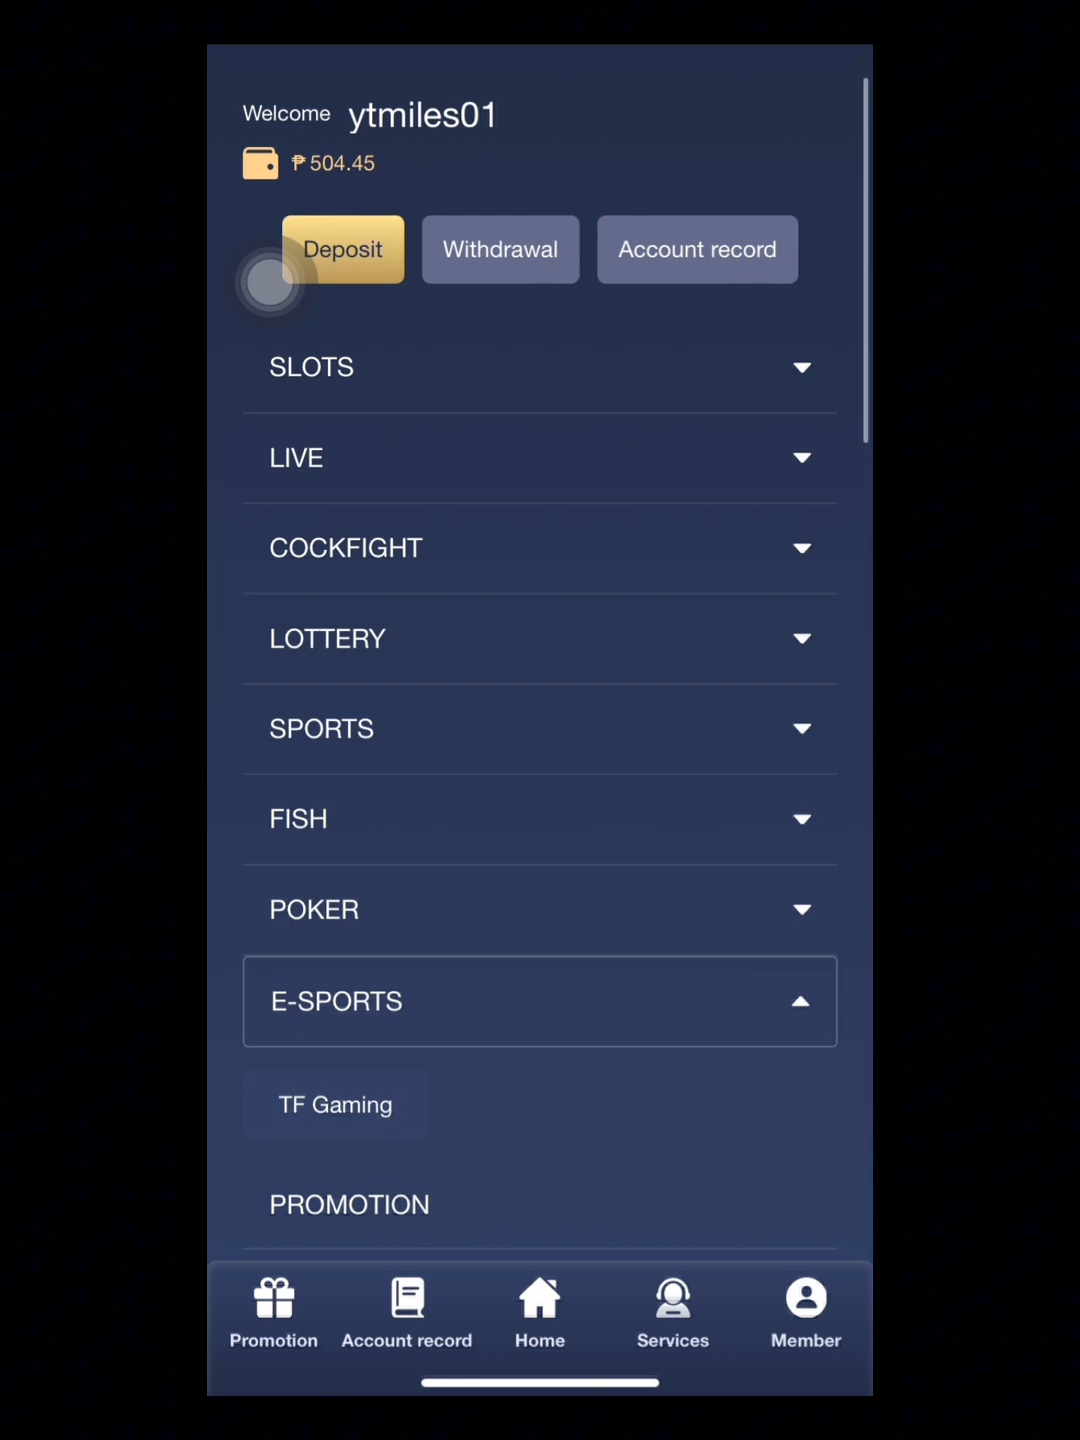 Welcome ytmiles01
₱ 504.45
Deposit Withdrawal Account record
SLOTS
LIVE
COCKFIGHT
LOTTERY
SPORTS
FISH
POKER
E-SPORTS
TF Gaming
PROMOTION
Promotion Account record Home Services Member